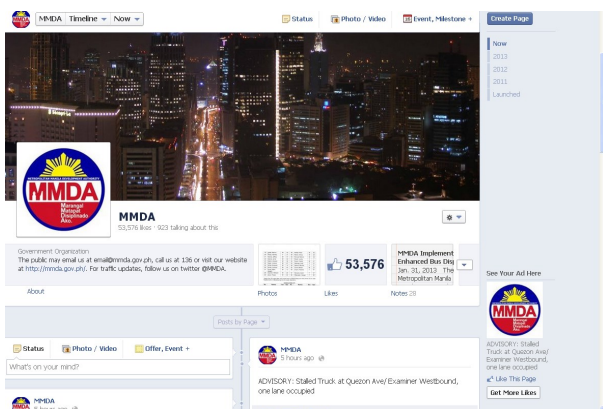 MMDA Timeline Now
Status Photo / Video Event, Milestone +
Create Page
Now
2013
2012
2011
Launched
METROPOLITAN MANILA DEVELOPMENT AUTHORITY
MMDA
Marangal
Matapat
Disiplinado
Ako.
MMDA
53,576 likes · 923 talking about this
Government Organization
The public may email us at email@mmda.gov.ph, call us at 136 or visit our website
at http://mmda.gov.ph/. For traffic updates, follow us on twitter @MMDA.
About
Photos
53,576
Likes
MMDA Implement
Enhanced Bus Disp
Jan. 31, 2013 The
Metropolitan Manila
Notes 28
See Your Ad Here
MMDA
ADVISORY: Stalled
Truck at Quezon Ave/
Examiner Westbound,
one lane occupied
Like This Page
Get More Likes
Posts by Page
Status Photo / Video Offer, Event +
What's on your mind?
MMDA
MMDA
5 hours ago
ADVISORY: Stalled Truck at Quezon Ave/ Examiner Westbound,
one lane occupied